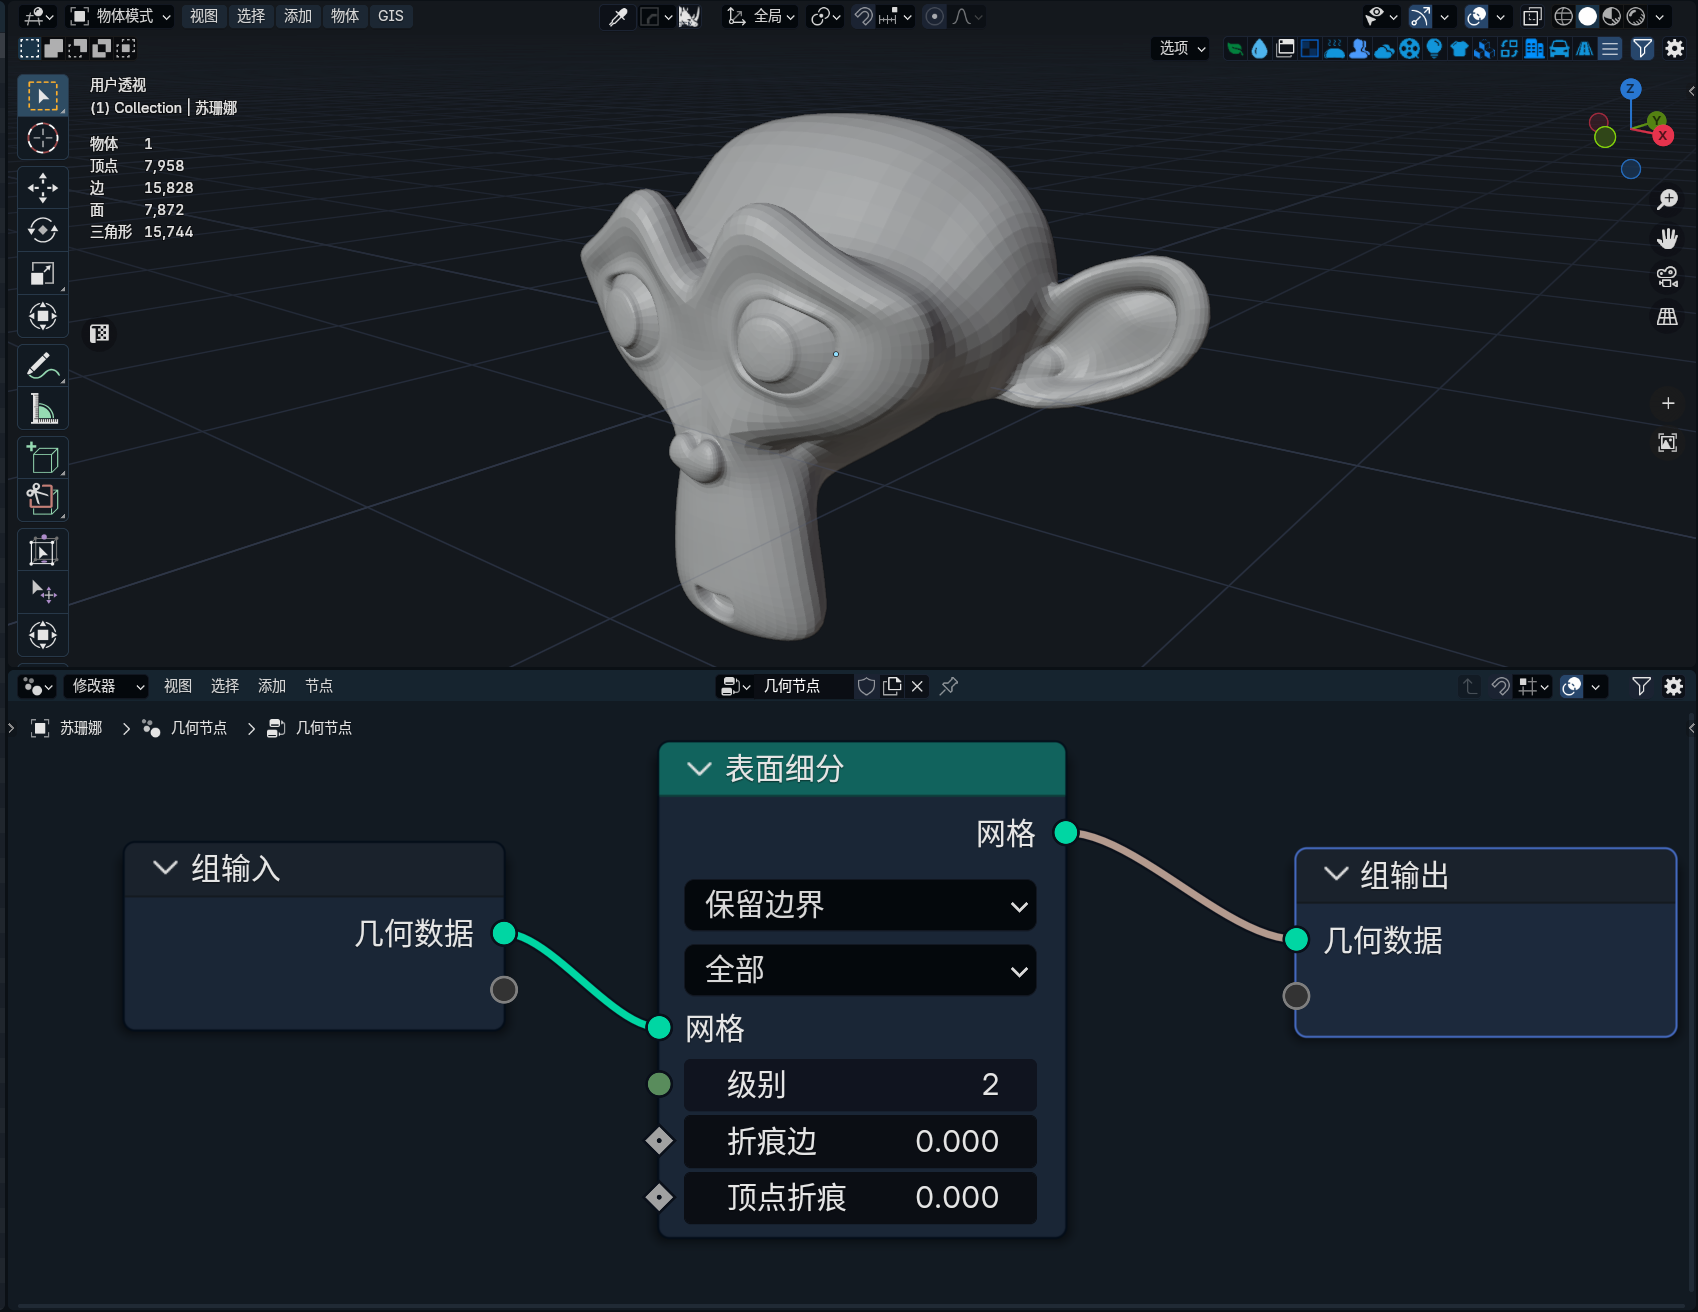 物体模式 视图 选择 添加 物体 GIS 全局
选项
用户透视
(1) Collection | 苏珊娜
物体 1
顶点 7,958
边 15,828
面 7,872
三角形 15,744
Z
Y
X
修改器 视图 选择 添加 节点 几何节点
苏珊娜 几何节点 几何节点
表面细分
网格
保留边界
全部
网格
级别 2
折痕边 0.000
顶点折痕 0.000
组输入
几何数据
组输出
几何数据